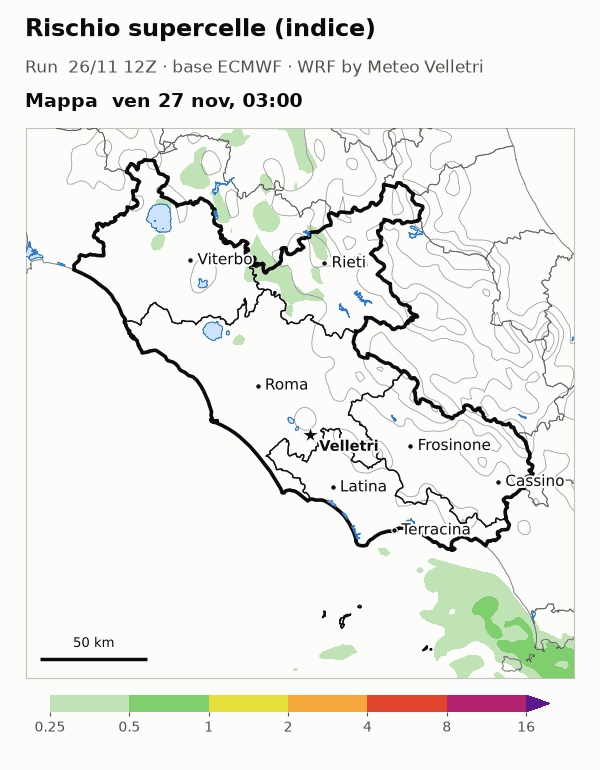 Rischio supercelle (indice)
Run  26/11 12Z · base ECMWF · WRF by Meteo Velletri
Mappa  ven 27 nov, 03:00
Viterbo
Rieti
Roma
Velletri
Frosinone
Latina
Cassino
Terracina
50 km
0.25 0.5 1 2 4 8 16